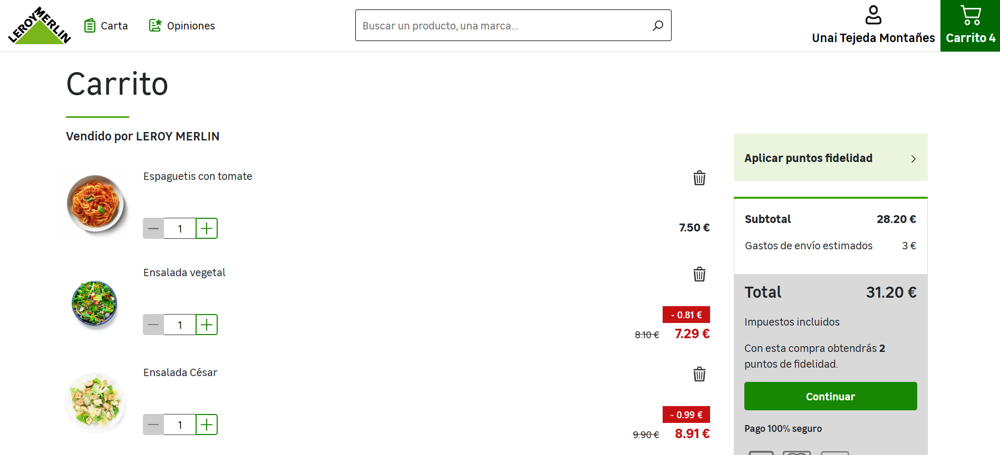 LEROY MERLIN
Carta
Opiniones
Buscar un producto, una marca...
Unai Tejeda Montañes
Carrito 4
Carrito
Vendido por LEROY MERLIN
Espaguetis con tomate
1
7.50 €
Ensalada vegetal
1
- 0.81 €
8.10 € 7.29 €
Ensalada César
1
- 0.99 €
9.90 € 8.91 €
Aplicar puntos fidelidad
Subtotal 28.20 €
Gastos de envío estimados 3 €
Total 31.20 €
Impuestos incluidos
Con esta compra obtendrás 2
puntos de fidelidad.
Continuar
Pago 100% seguro